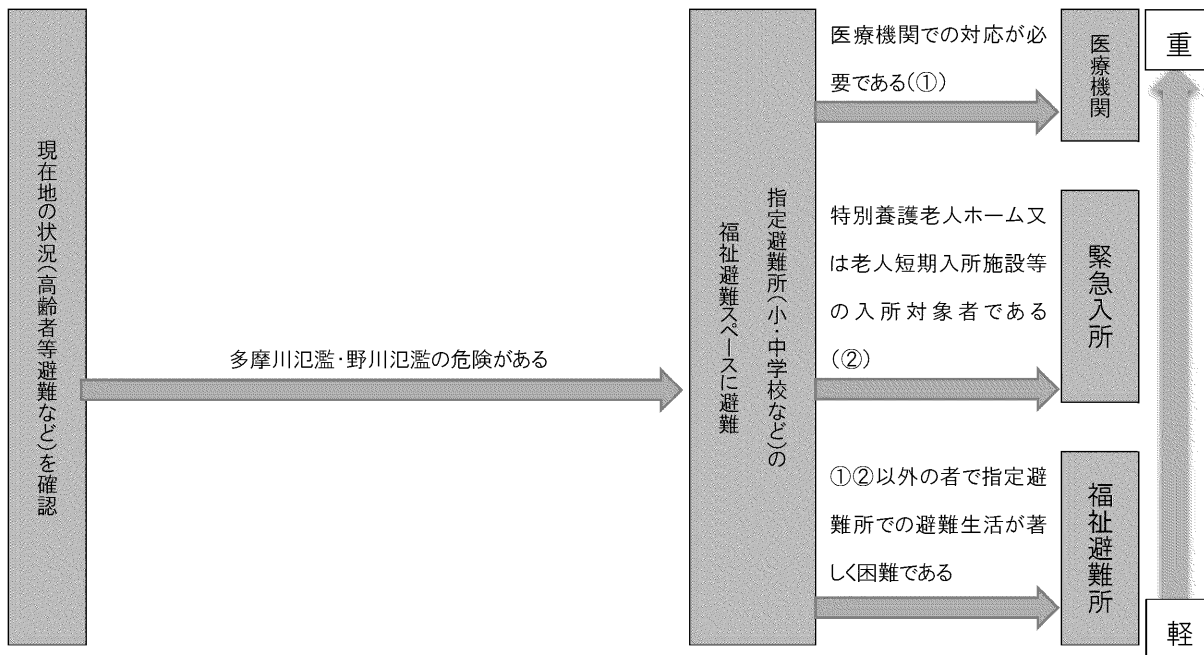 現在地の状況(高齢者等避難など)を確認
多摩川氾濫・野川氾濫の危険がある
指定避難所(小・中学校など)の
福祉避難スペースに避難
医療機関での対応が必
要である(①)
医療機関
特別養護老人ホーム又
は老人短期入所施設等
の入所対象者である
(②)
緊急入所
①②以外の者で指定避
難所での避難生活が著
しく困難である
福祉避難所
重
軽